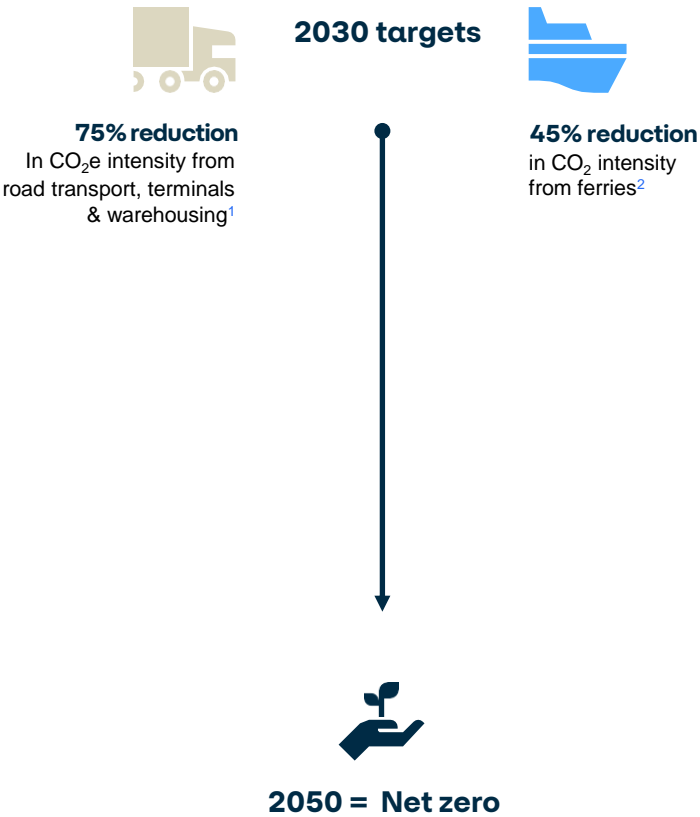 2030 targets
75% reduction
In CO₂e intensity from
road transport, terminals
& warehousing¹
45% reduction
in CO₂ intensity
from ferries²
2050 = Net zero